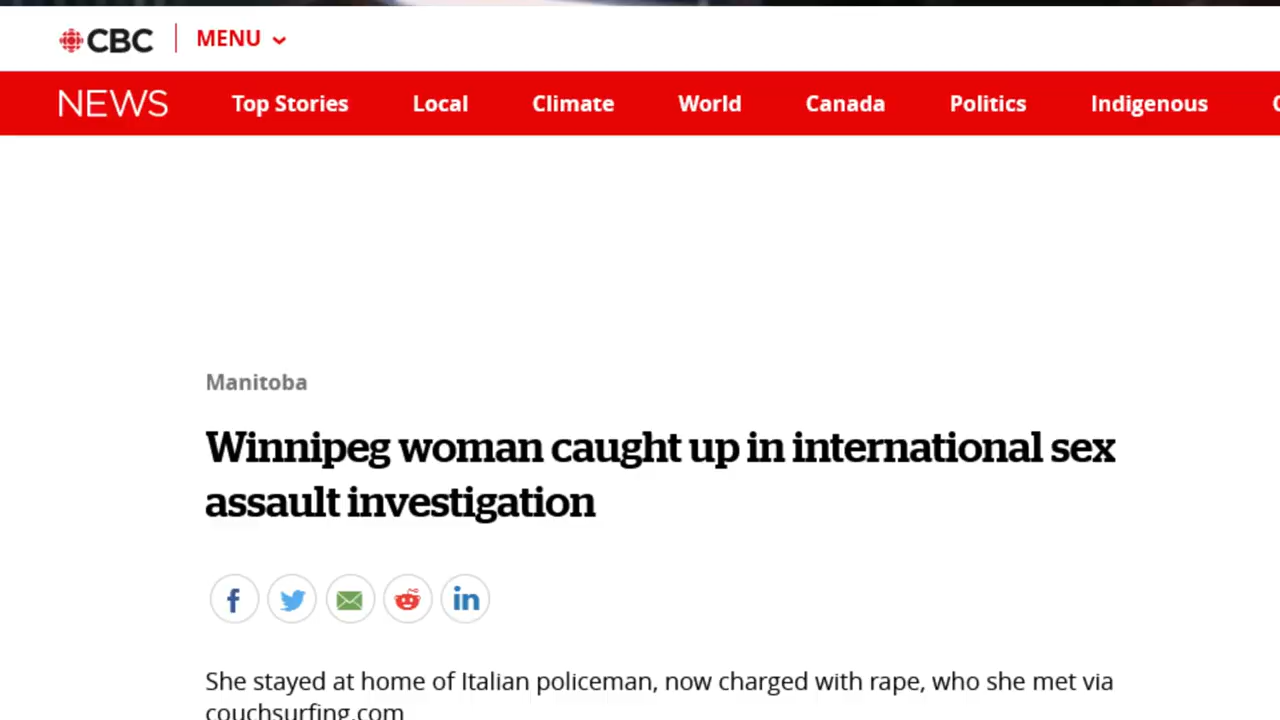 CBC MENU
NEWS Top Stories Local Climate World Canada Politics Indigenous
Manitoba
Winnipeg woman caught up in international sex
assault investigation
She stayed at home of Italian policeman, now charged with rape, who she met via
couchsurfing.com